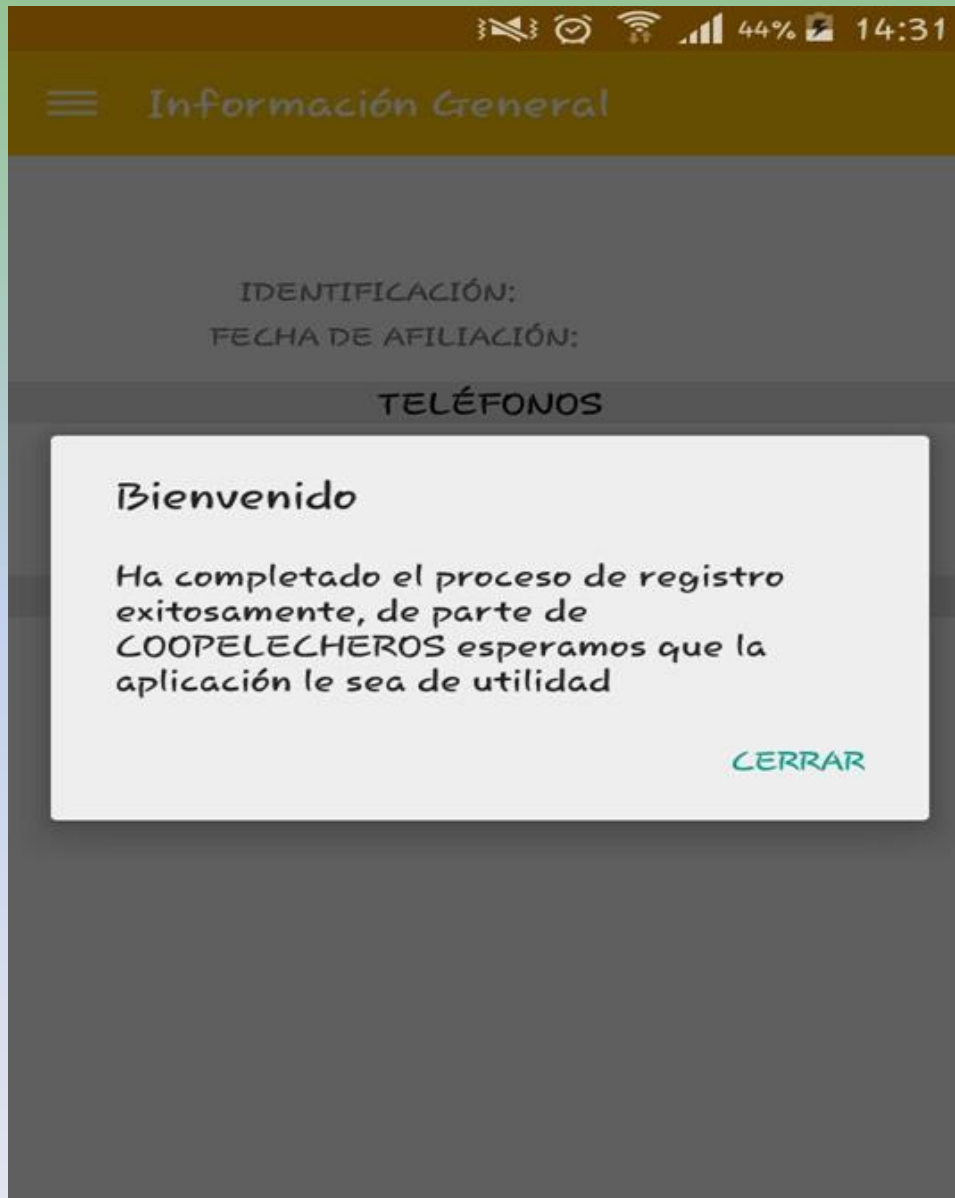 44% 14:31
Información General
IDENTIFICACIÓN:
FECHA DE AFILIACIÓN:
TELÉFONOS
Bienvenido
Ha completado el proceso de registro
exitosamente, de parte de
COOPELECHEROS esperamos que la
aplicación le sea de utilidad
CERRAR